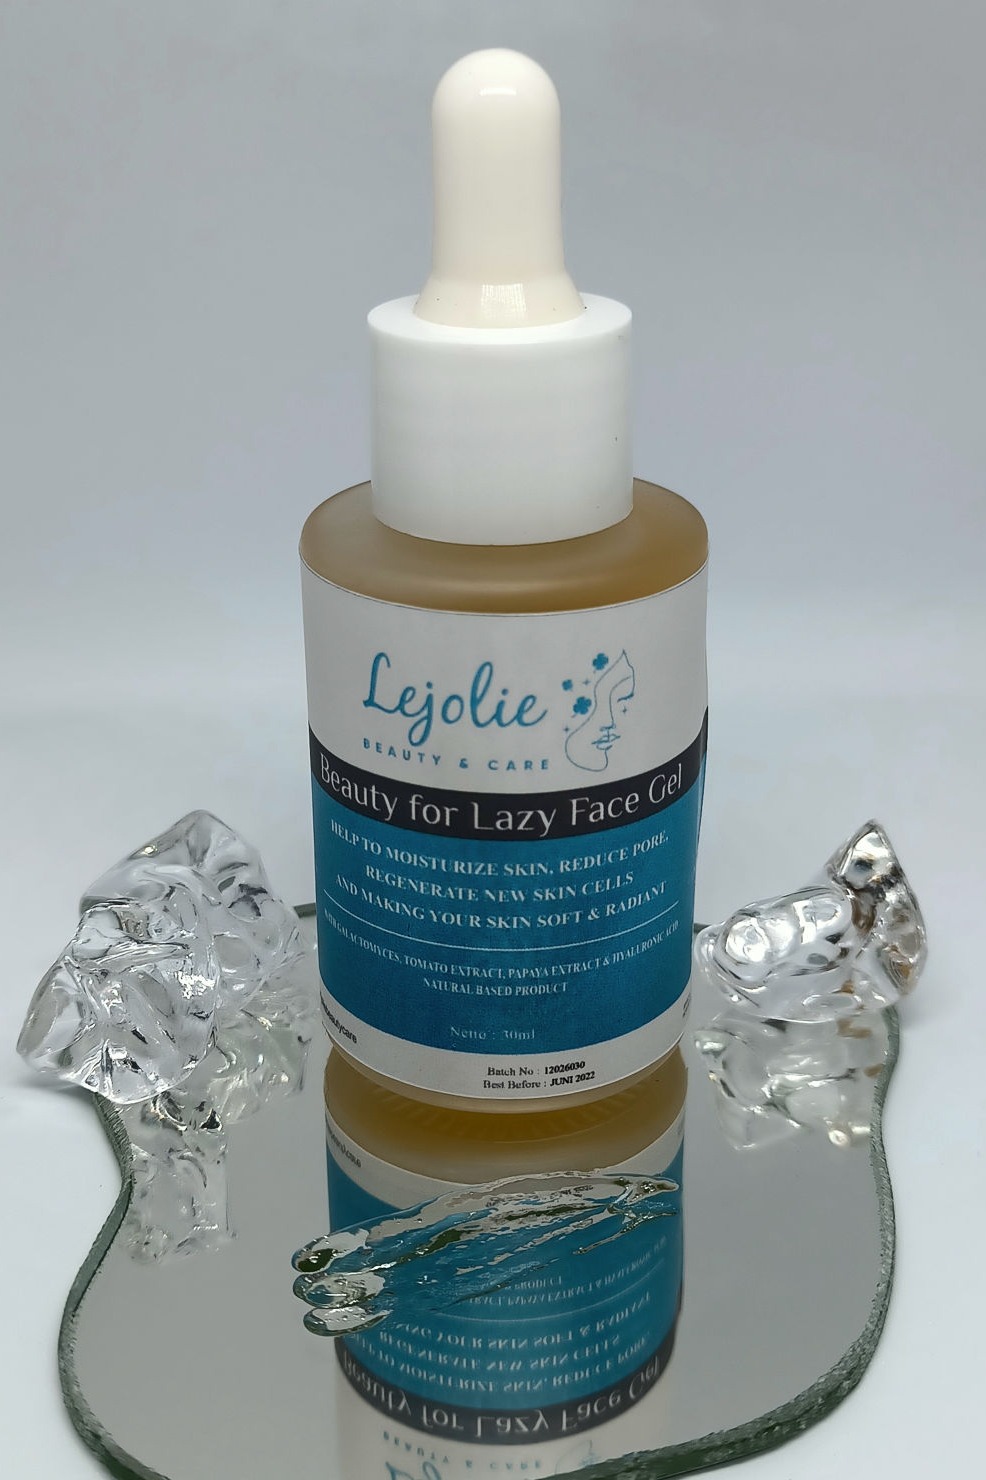 Lejolie
BEAUTY & CARE
Beauty for Lazy Face Gel
HELP TO MOISTURIZE SKIN, REDUCE PORE,
REGENERATE NEW SKIN CELLS
AND MAKING YOUR SKIN SOFT & RADIANT
GALACTOMYCES, TOMATO EXTRACT, PAPAYA EXTRACT & HYALURONIC ACID
NATURAL BASED PRODUCT
Netto : 30ml
Batch No : 12026030
Best Before : JUNI 2022